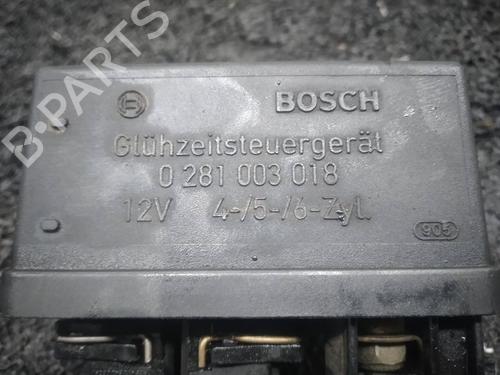 B-PARTS
BOSCH
Glühzeitsteuergerät
0 281 003 018
12V 4-/5-/6-Zyl.
905